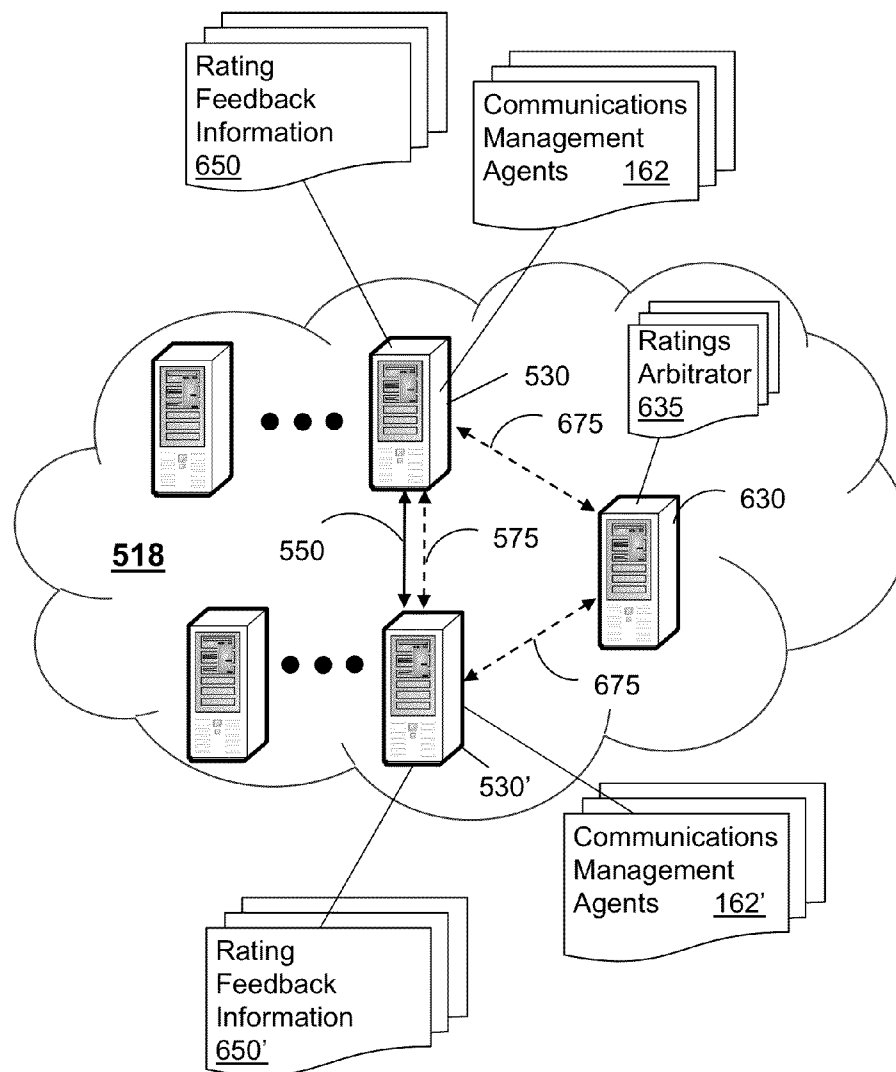 Rating
Feedback
Information
650
Communications
Management
Agents 162
Ratings
Arbitrator
635
530
675
630
550
575
518
675
530’
Communications
Management
Agents 162’
Rating
Feedback
Information
650’